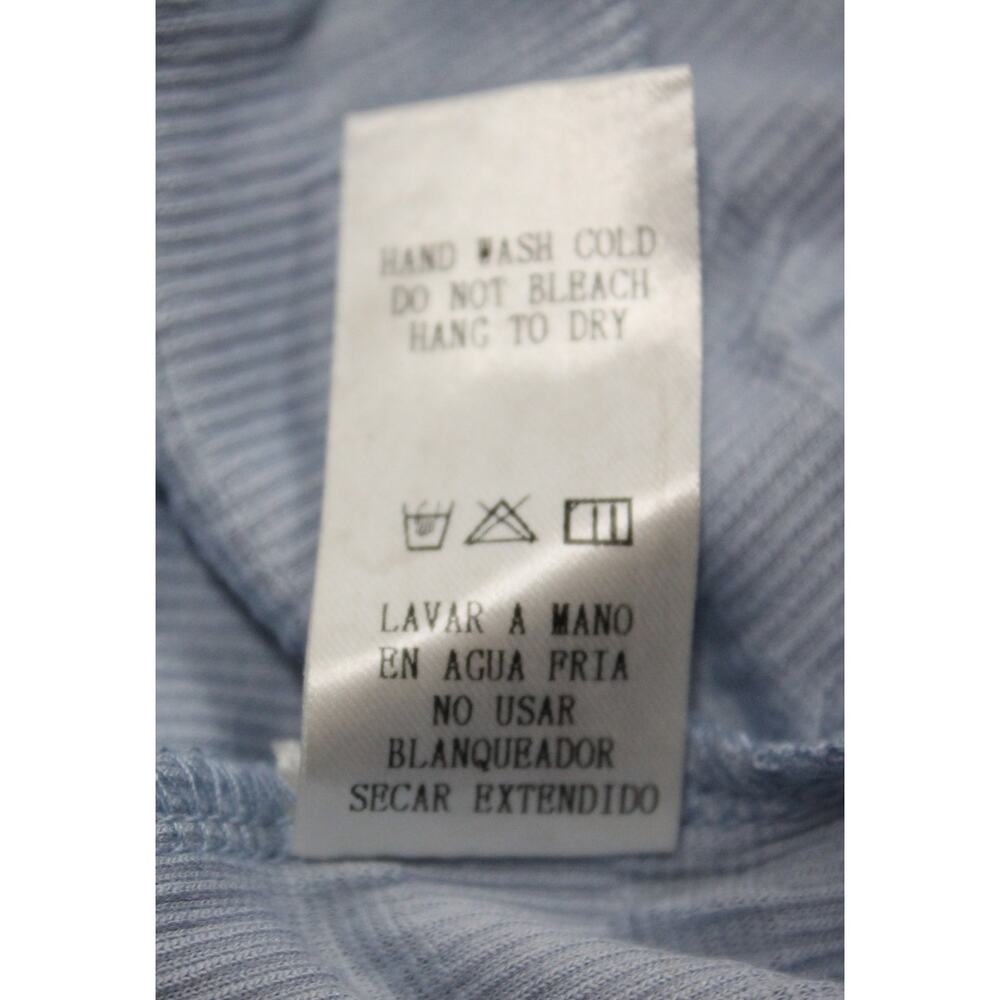 HAND WASH COLD
DO NOT BLEACH
HANG TO DRY
LAVAR A MANO
EN AGUA FRIA
NO USAR
BLANQUEADOR
SECAR EXTENDIDO